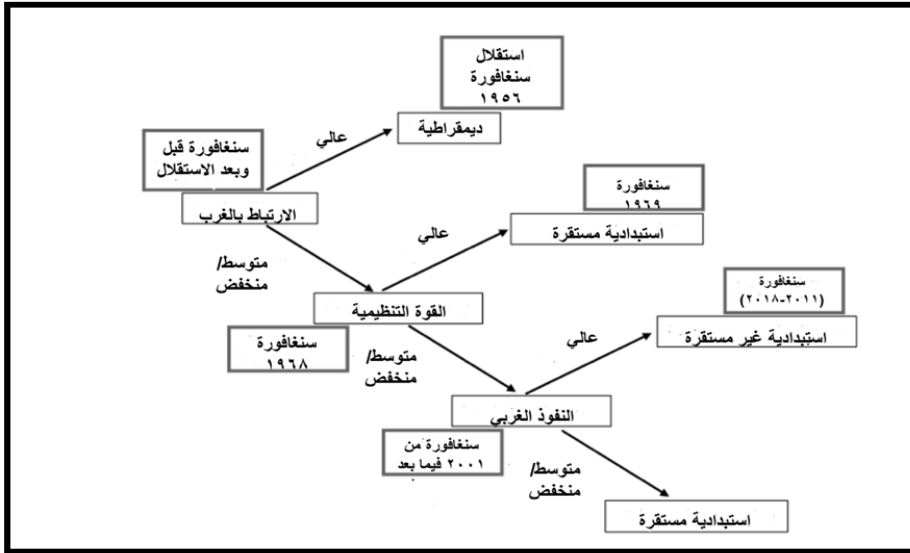 استقلال
سنغافورة
١٩٥٦
ديمقراطية
عالي
سنغافورة قبل
وبعد الاستقلال
الارتباط بالغرب
سنغافورة
١٩٦٩
استبدادية مستقرة
عالي
متوسط/
منخفض
القوة التنظيمية
سنغافورة
١٩٦٨
سنغافورة
(٢٠١١-٢٠١٨)
استبدادية غير مستقرة
عالي
متوسط/
منخفض
النفوذ الغربي
سنغافورة من
٢٠٠١ فيما بعد
متوسط/
منخفض
استبدادية مستقرة